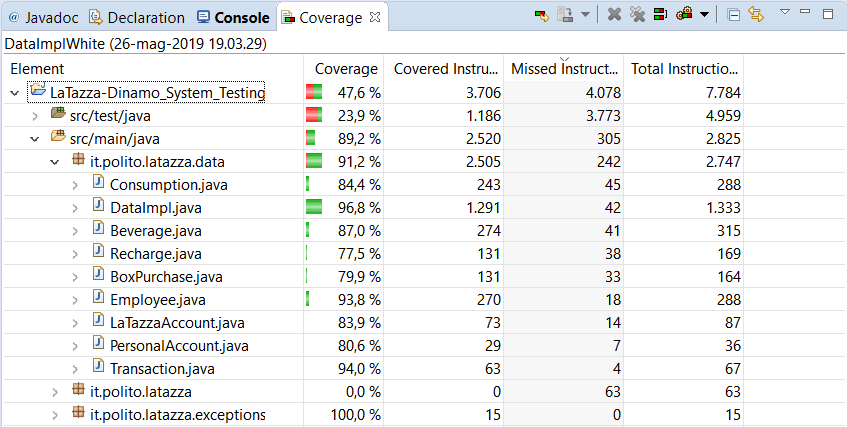 @ Javadoc Declaration Console Coverage
DataImplWhite (26-mag-2019 19.03.29)
Element Coverage Covered Instru... Missed Instruct... Total Instructio...
LaTazza-Dinamo_System_Testing 47,6 % 3.706 4.078 7.784
src/test/java 23,9 % 1.186 3.773 4.959
src/main/java 89,2 % 2.520 305 2.825
it.polito.latazza.data 91,2 % 2.505 242 2.747
Consumption.java 84,4 % 243 45 288
DataImpl.java 96,8 % 1.291 42 1.333
Beverage.java 87,0 % 274 41 315
Recharge.java 77,5 % 131 38 169
BoxPurchase.java 79,9 % 131 33 164
Employee.java 93,8 % 270 18 288
LaTazzaAccount.java 83,9 % 73 14 87
PersonalAccount.java 80,6 % 29 7 36
Transaction.java 94,0 % 63 4 67
it.polito.latazza 0,0 % 0 63 63
it.polito.latazza.exceptions 100,0 % 15 0 15